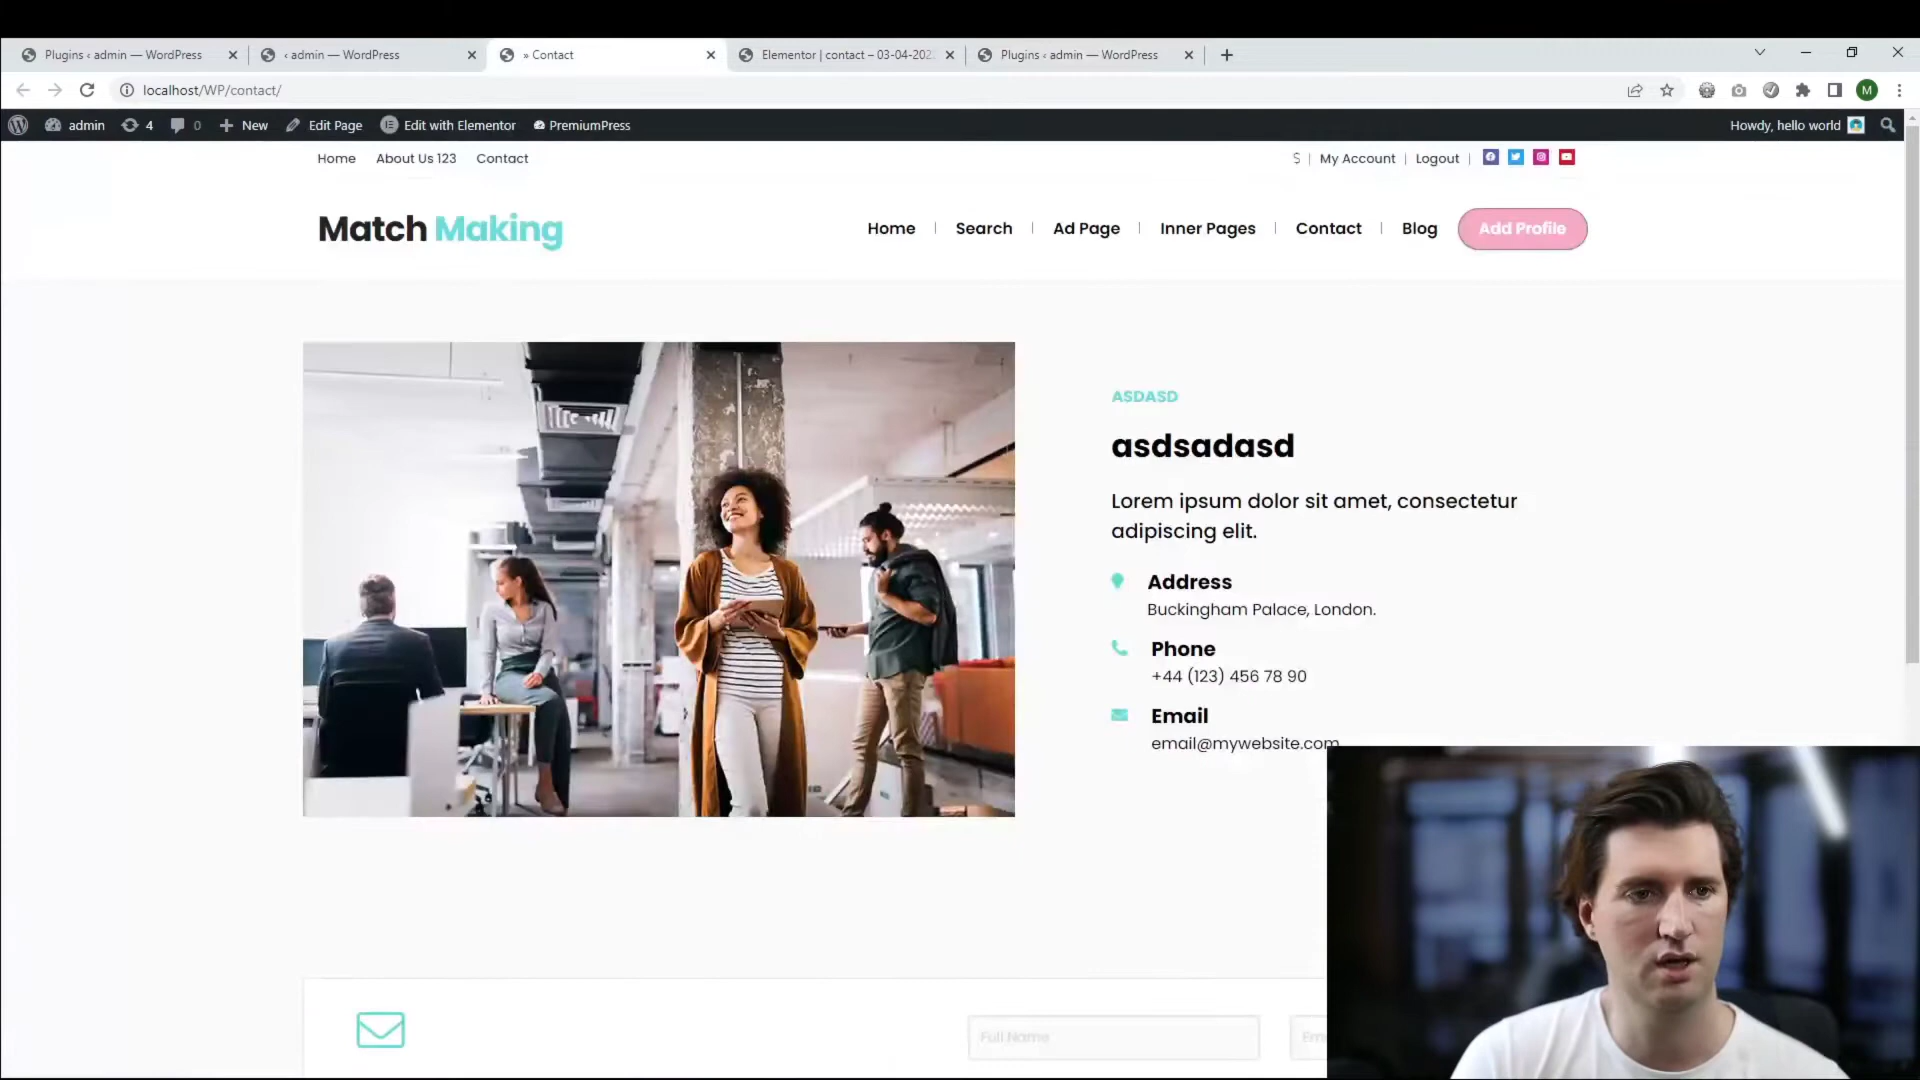 Plugins ‹ admin — WordPress
‹ admin — WordPress
» Contact
Elementor | contact – 03-04-202
Plugins ‹ admin — WordPress
localhost/WP/contact/
M
admin
4
0
New
Edit Page
Edit with Elementor
PremiumPress
Howdy, hello world
Home
About Us 123
Contact
$ | My Account | Logout |
Match Making
Home | Search | Ad Page | Inner Pages | Contact | Blog
Add Profile
ASDASD
asdsadasd
Lorem ipsum dolor sit amet, consectetur
adipiscing elit.
Address
Buckingham Palace, London.
Phone
+44 (123) 456 78 90
Email
email@mywebsite.com
Full Name
Em